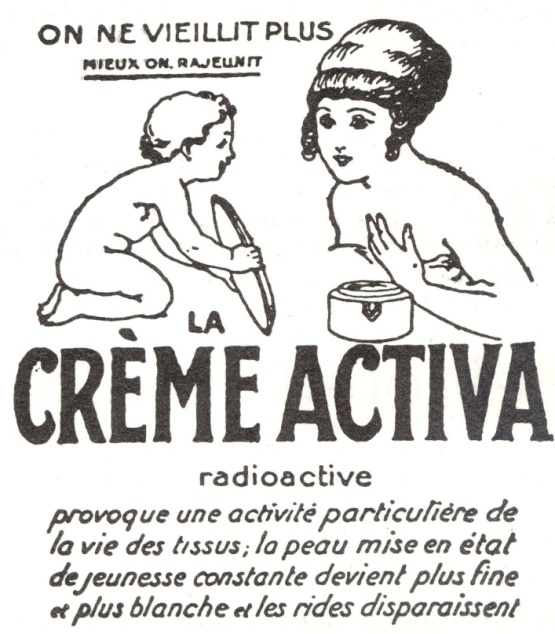 ON NE VIEILLIT PLUS
MIEUX ON RAJEUNIT
LA
CRÈME ACTIVA
radioactive
provoque une activité particulière de
la vie des tissus; la peau mise en état
de jeunesse constante devient plus fine
et plus blanche et les rides disparaissent